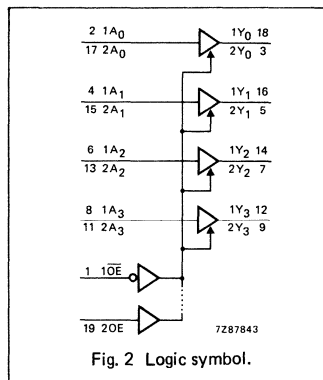 2 1A0 1Y0 18
17 2A0 2Y0 3
4 1A1 1Y1 16
15 2A1 2Y1 5
6 1A2 1Y2 14
13 2A2 2Y2 7
8 1A3 1Y3 12
11 2A3 2Y3 9
1 1O̅E̅
19 2OE
7Z87843
Fig. 2 Logic symbol.